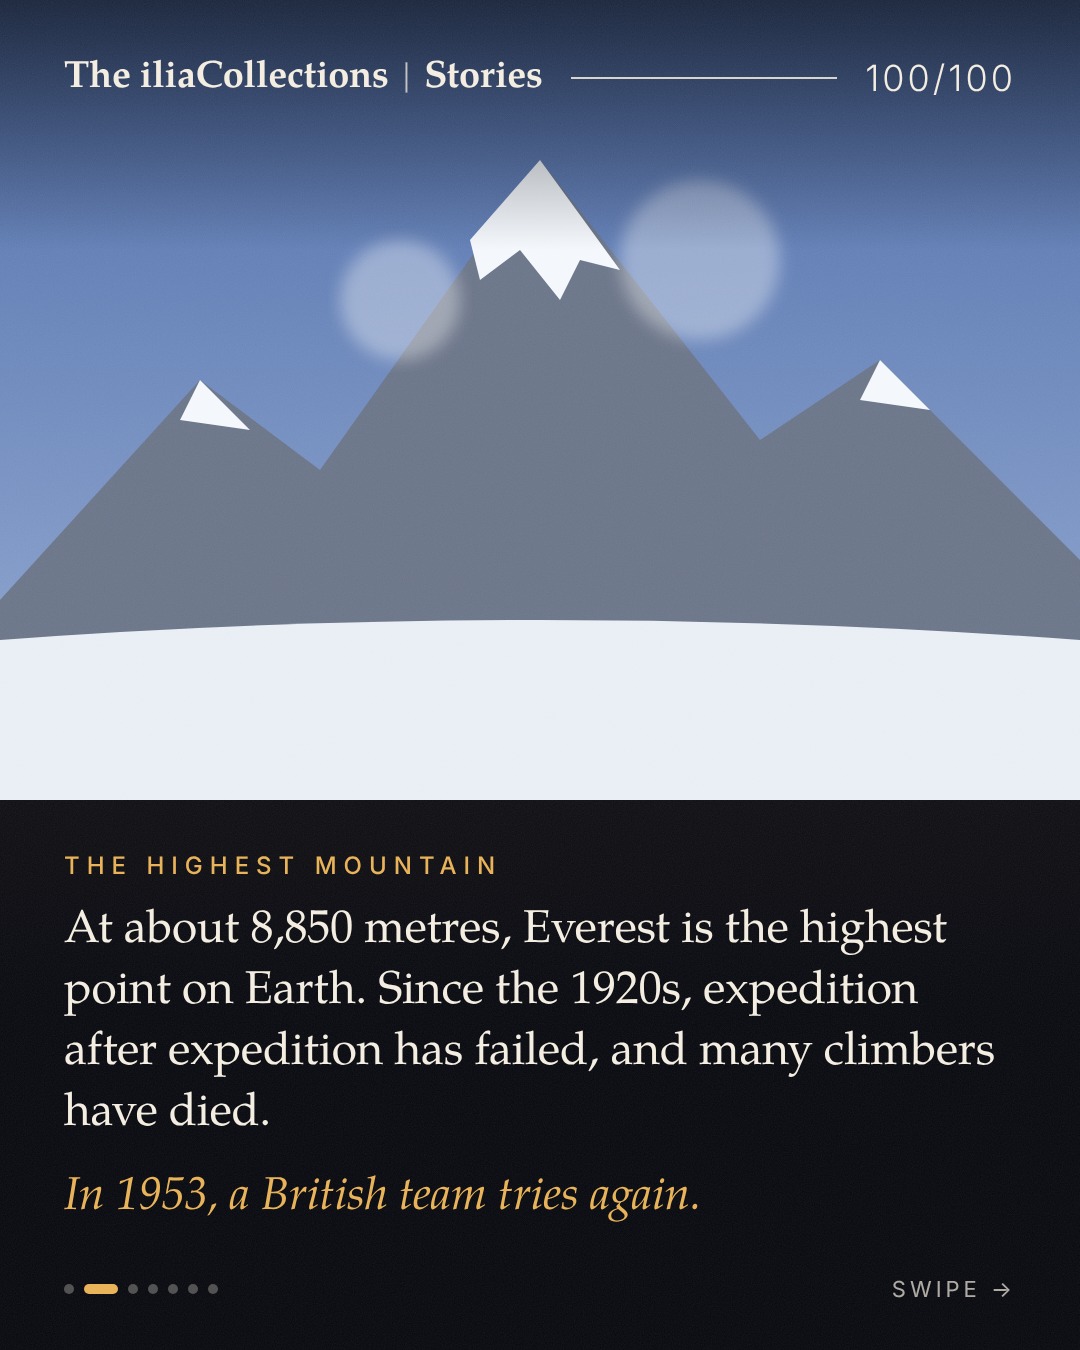 The iliaCollections | Stories 100/100
THE HIGHEST MOUNTAIN
At about 8,850 metres, Everest is the highest
point on Earth. Since the 1920s, expedition
after expedition has failed, and many climbers
have died.
In 1953, a British team tries again.
SWIPE →